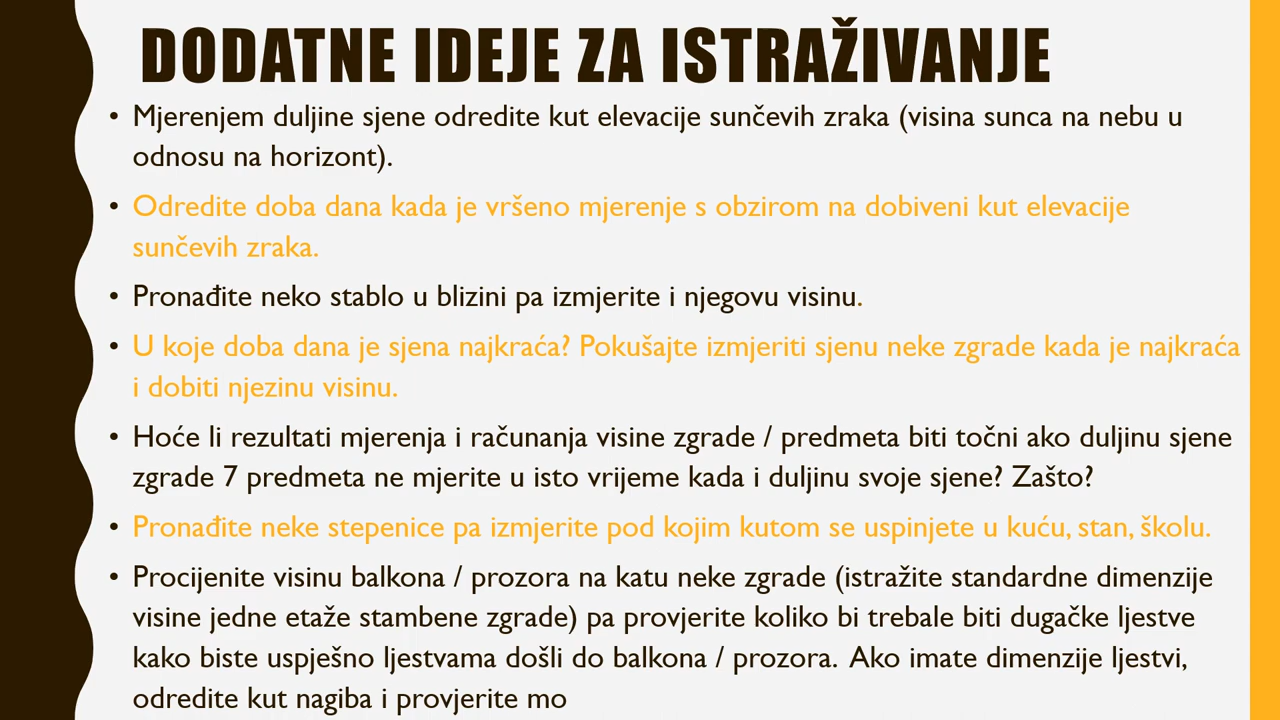 DODATNE IDEJE ZA ISTRAŽIVANJE
• Mjerenjem duljine sjene odredite kut elevacije sunčevih zraka (visina sunca na nebu u
odnosu na horizont).
• Odredite doba dana kada je vršeno mjerenje s obzirom na dobiveni kut elevacije
sunčevih zraka.
• Pronađite neko stablo u blizini pa izmjerite i njegovu visinu.
• U koje doba dana je sjena najkraća? Pokušajte izmjeriti sjenu neke zgrade kada je najkraća
i dobiti njezinu visinu.
• Hoće li rezultati mjerenja i računanja visine zgrade / predmeta biti točni ako duljinu sjene
zgrade 7 predmeta ne mjerite u isto vrijeme kada i duljinu svoje sjene? Zašto?
• Pronađite neke stepenice pa izmjerite pod kojim kutom se uspinjete u kuću, stan, školu.
• Procijenite visinu balkona / prozora na katu neke zgrade (istražite standardne dimenzije
visine jedne etaže stambene zgrade) pa provjerite koliko bi trebale biti dugačke ljestve
kako biste uspješno ljestvama došli do balkona / prozora. Ako imate dimenzije ljestvi,
odredite kut nagiba i provjerite mo